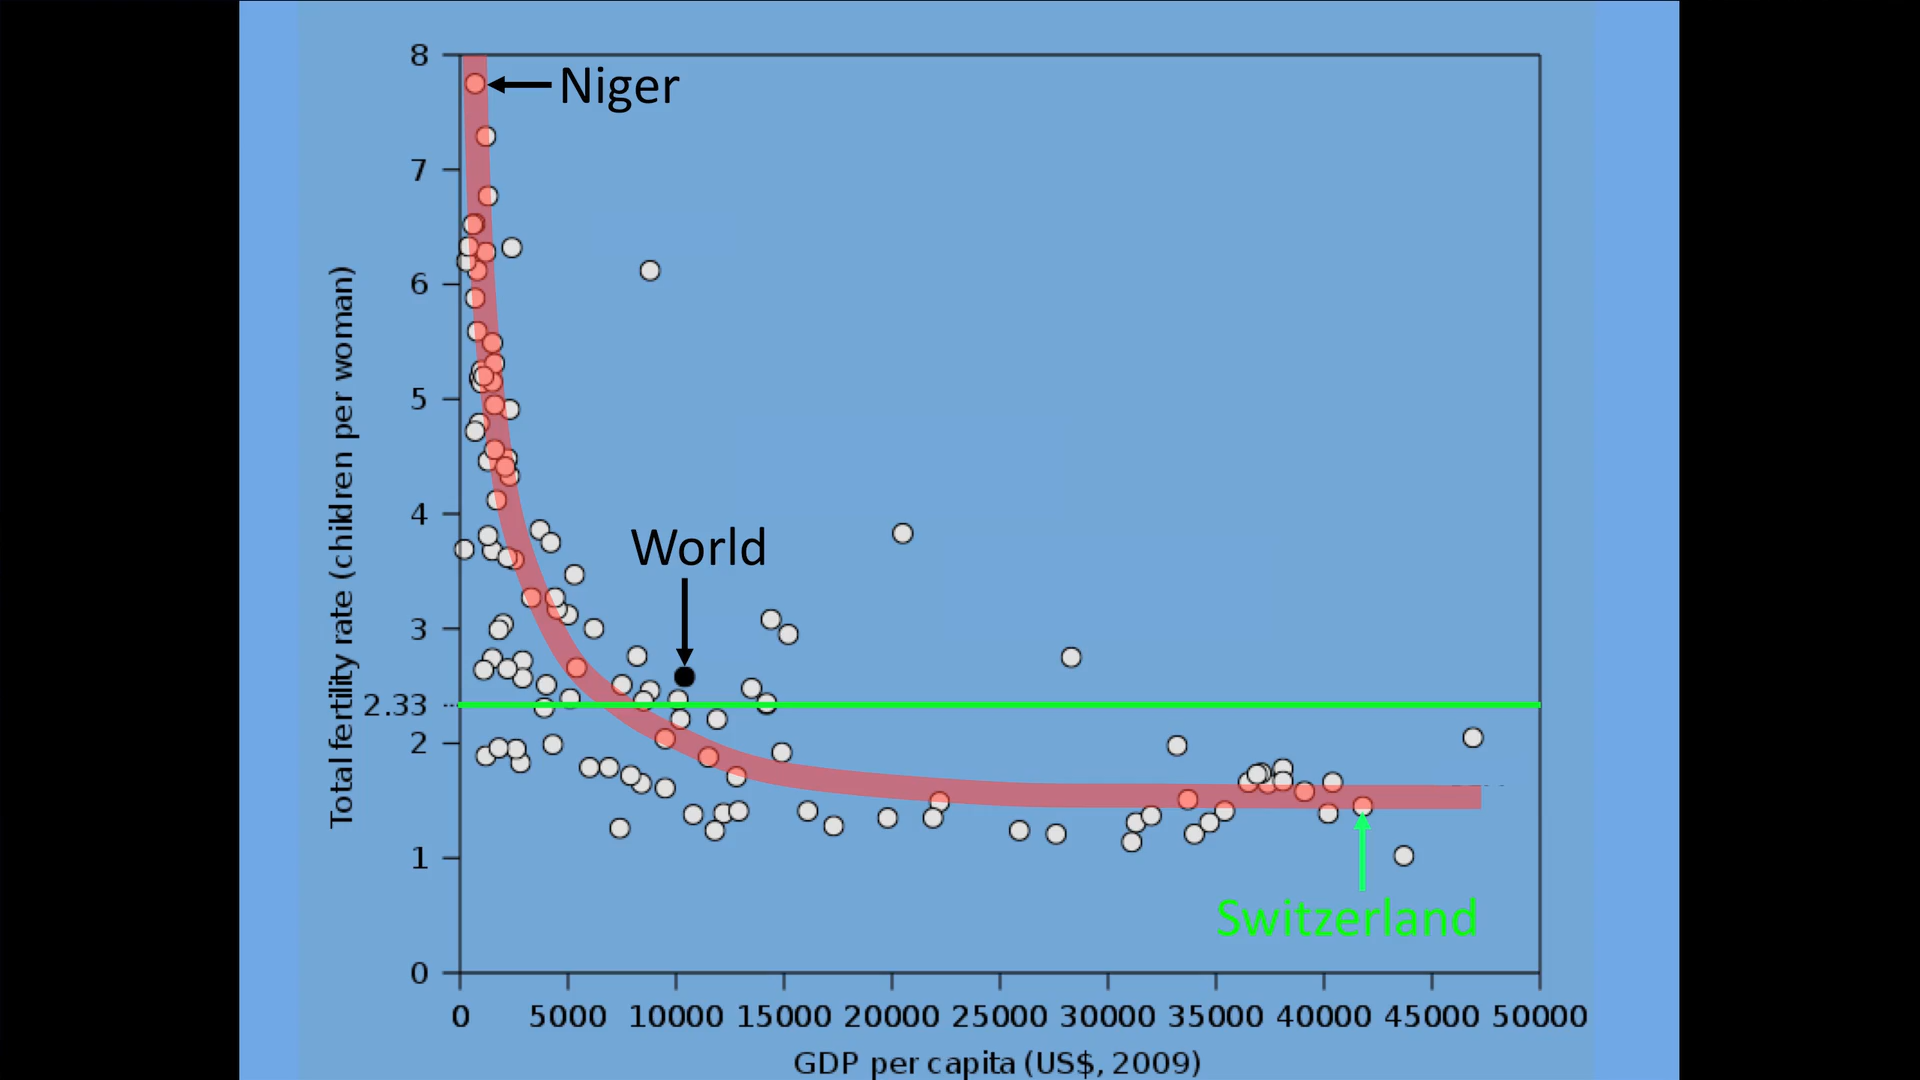 8
Niger
7
6
5
4
World
3
2.33
2
1
Switzerland
0
0 5000 10000 15000 20000 25000 30000 35000 40000 45000 50000
GDP per capita (US$, 2009)
Total fertility rate (children per woman)